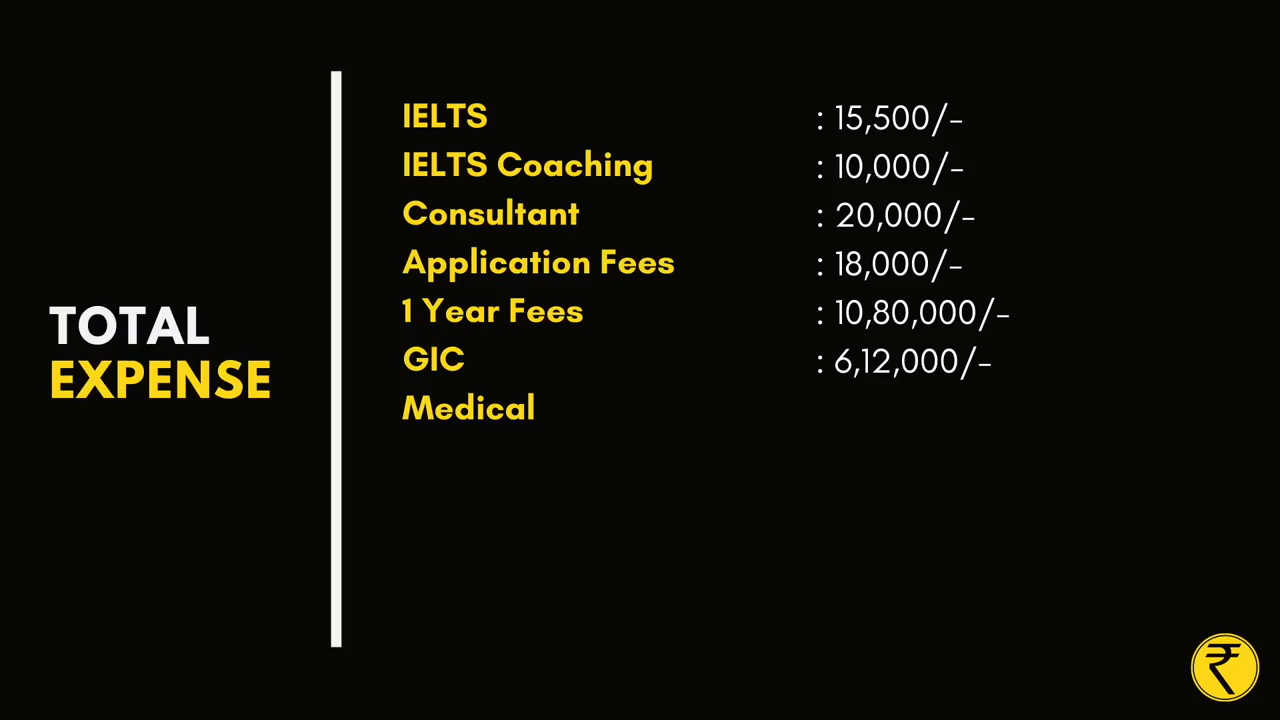 TOTAL
EXPENSE
IELTS : 15,500/-
IELTS Coaching : 10,000/-
Consultant : 20,000/-
Application Fees : 18,000/-
1 Year Fees : 10,80,000/-
GIC : 6,12,000/-
Medical
₹